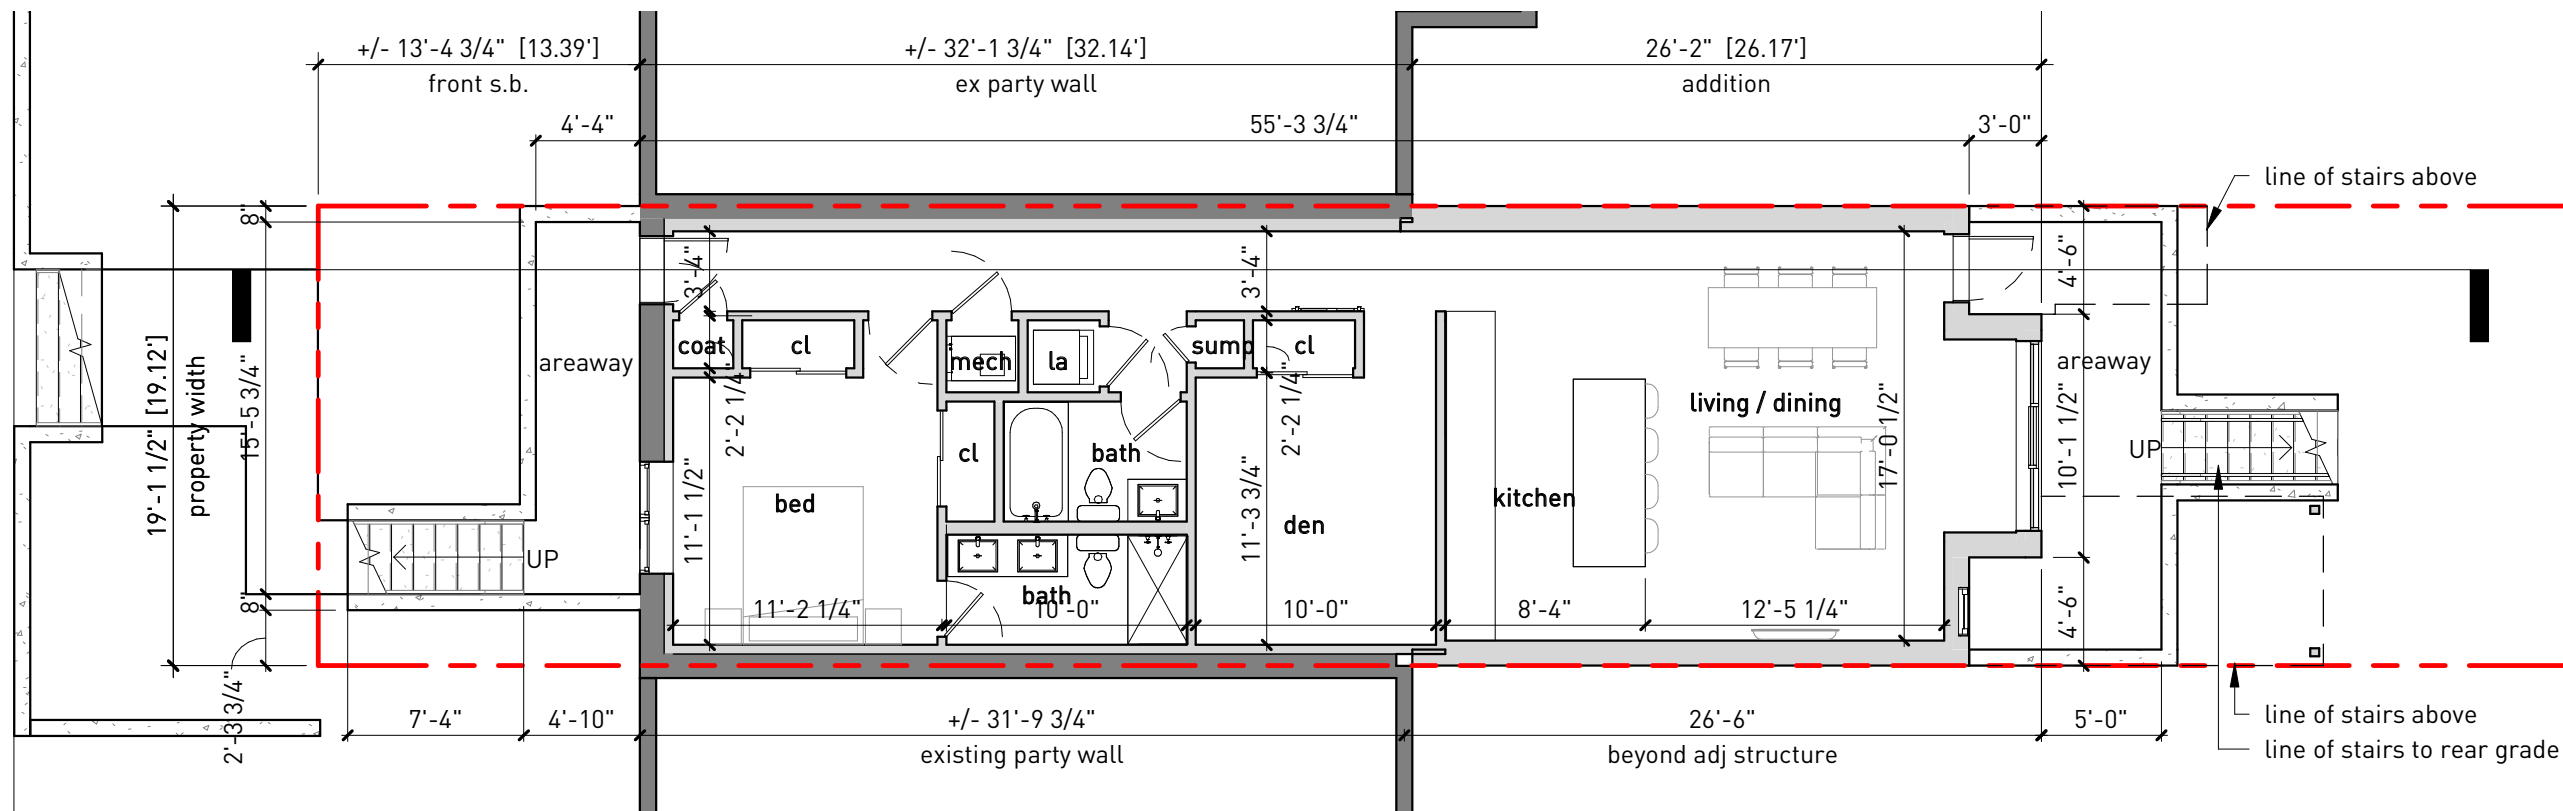 +/- 13'-4 3/4" [13.39']
+/- 32'-1 3/4" [32.14']
26'-2" [26.17']
front s.b.
ex party wall
addition
4'-4"
55'-3 3/4"
3'-0"
line of stairs above
8"
3'-4"
3'-4"
4'-6"
coat
cl
mech
la
sump
cl
areaway
areaway
19'-1 1/2" [19.12']
property width
15'-5 3/4"
2'-2 1/4"
2'-2 1/4"
living / dining
17'-0 1/2"
10'-1 1/2"
cl
bath
UP
bed
kitchen
den
11'-1 1/2"
11'-3 3/4"
UP
8"
bath
11'-2 1/4"
10'-0"
10'-0"
8'-4"
12'-5 1/4"
4'-6"
2'-3 3/4"
7'-4"
4'-10"
+/- 31'-9 3/4"
26'-6"
5'-0"
existing party wall
beyond adj structure
line of stairs above
line of stairs to rear grade